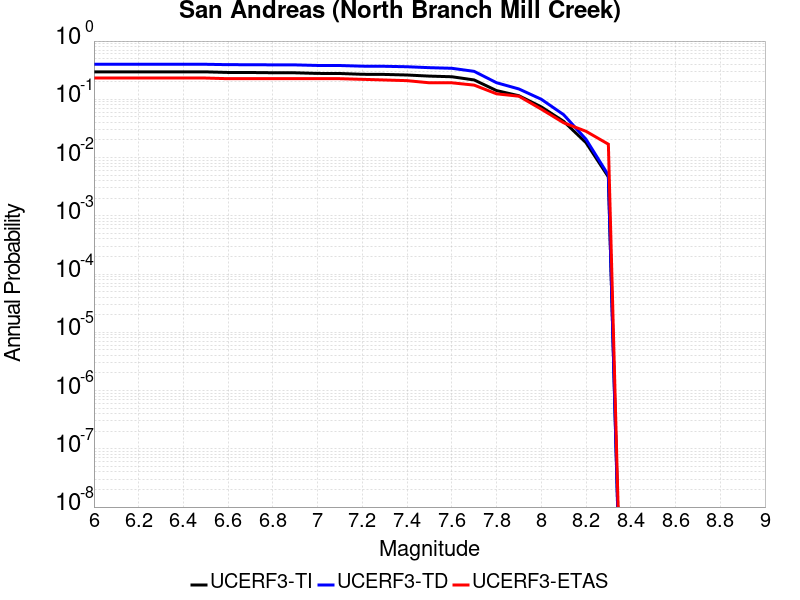 San Andreas (North Branch Mill Creek)
10^0
10^-1
10^-2
10^-3
10^-4
10^-5
10^-6
10^-7
10^-8
Annual Probability
6 6.2 6.4 6.6 6.8 7 7.2 7.4 7.6 7.8 8 8.2 8.4 8.6 8.8 9
Magnitude
UCERF3-TI UCERF3-TD UCERF3-ETAS